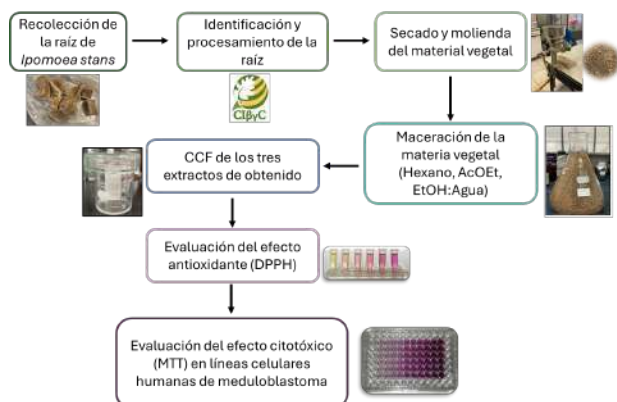 Recolección de
la raíz de
Ipomoea stans
Identificación y
procesamiento de la
raíz
Secado y molienda
del material vegetal
CIβyC
Maceración de la
materia vegetal
(Hexano, AcOEt,
EtOH:Agua)
CCF de los tres
extractos de obtenido
Evaluación del efecto
antioxidante (DPPH)
Evaluación del efecto citotóxico
(MTT) en líneas celulares
humanas de meduloblastoma